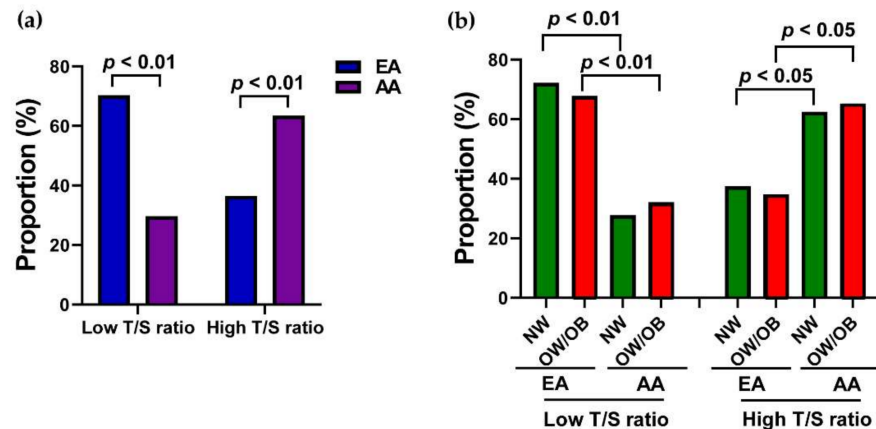 (a)
p < 0.01
p < 0.01
EA
AA
Proportion (%)
80
60
40
20
0
Low T/S ratio High T/S ratio
(b)
p < 0.01
p < 0.01
p < 0.05
p < 0.05
Proportion (%)
80
60
40
20
0
NW OW/OB NW OW/OB NW OW/OB NW OW/OB
EA AA EA AA
Low T/S ratio High T/S ratio